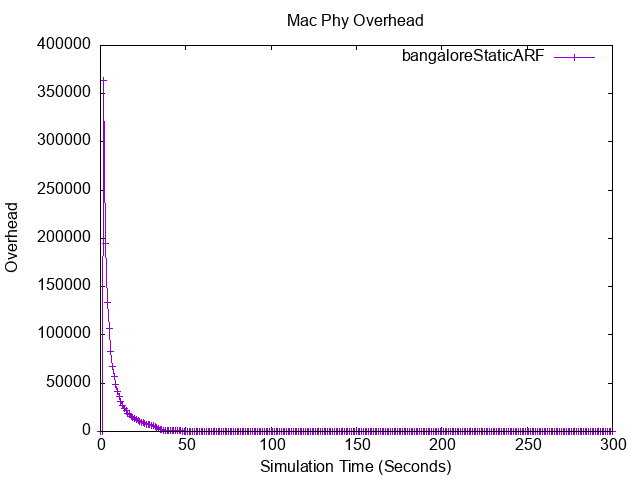 Mac Phy Overhead
400000
bangaloreStaticARF
350000
300000
250000
200000
150000
100000
50000
0
Overhead
0 50 100 150 200 250 300
Simulation Time (Seconds)